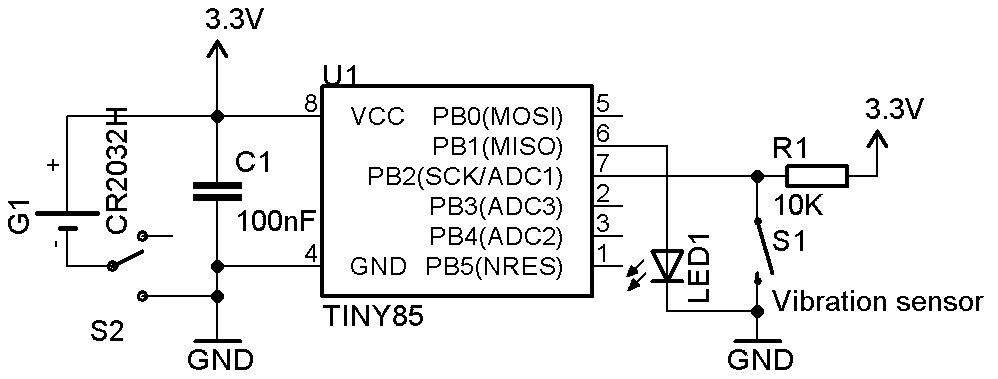 3.3V
U1
8
VCC
PB0(MOSI)
5
3.3V
PB1(MISO)
6
R1
PB2(SCK/ADC1)
7
10K
C1
100nF
CR2032H
+
G1
-
PB3(ADC3)
2
PB4(ADC2)
3
S1
4
GND
PB5(NRES)
1
LED1
Vibration sensor
TINY85
S2
GND
GND